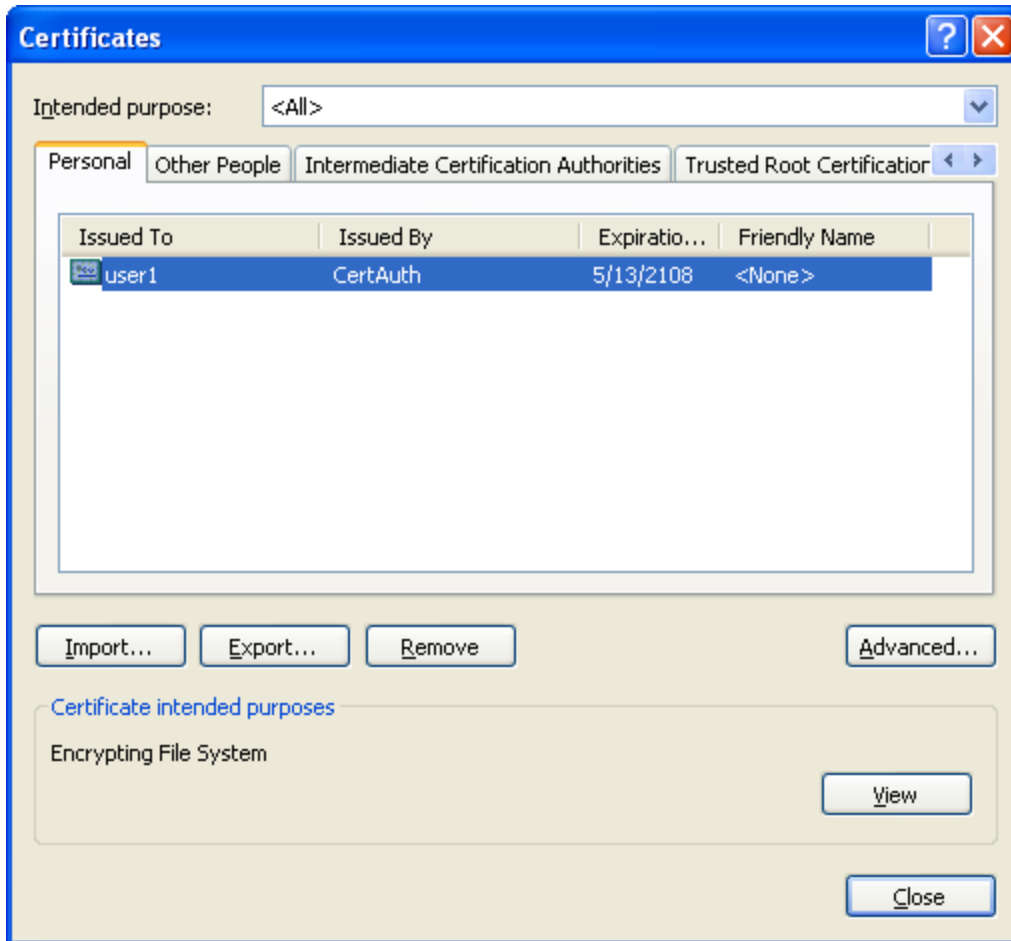 Certificates
Intended purpose: <All>
Personal Other People Intermediate Certification Authorities Trusted Root Certification
Issued To Issued By Expiratio... Friendly Name
user1 CertAuth 5/13/2108 <None>
Import... Export... Remove Advanced...
Certificate intended purposes
Encrypting File System
View
Close